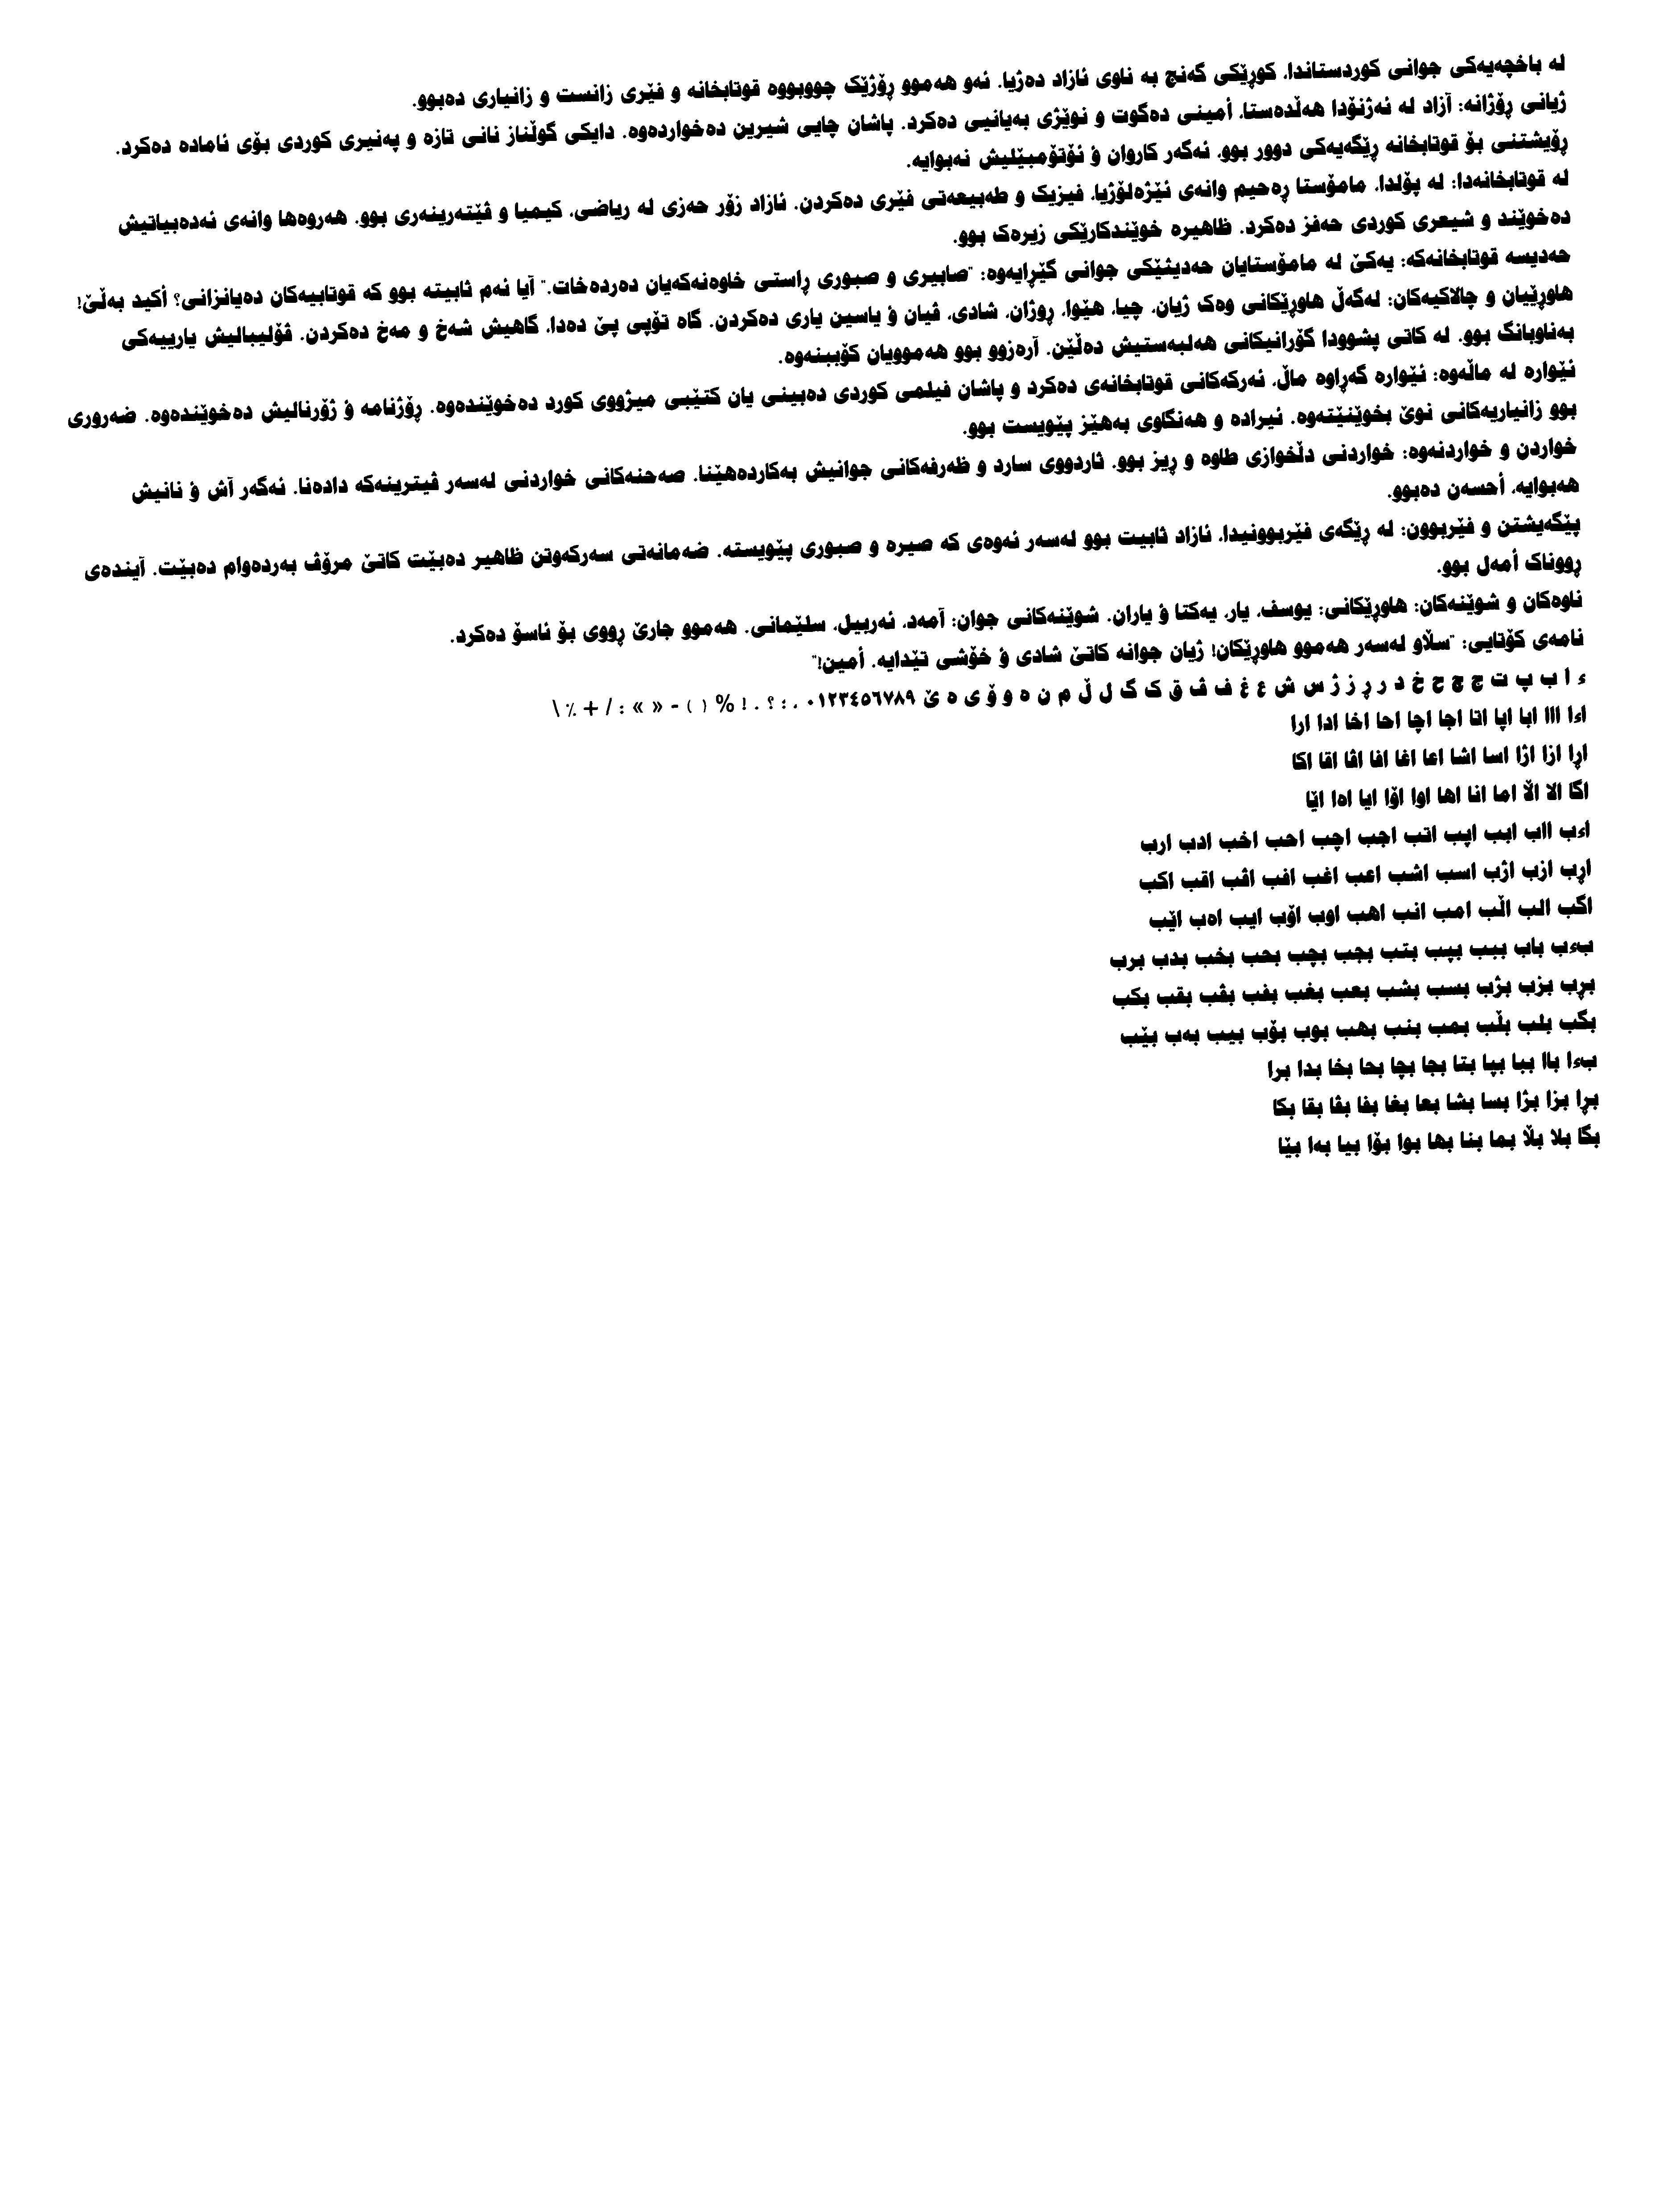 لە باخچەیەکی جوانی کوردستاندا، کوڕێکی گەنج بە ناوی ئازاد دەژیا. ئەو هەموو ڕۆژێک چووبووە قوتابخانە و فێری زانست و زانیاری دەبوو.
ژیانی ڕۆژانە: آزاد لە ئەژنۆدا هەڵدەستا، أمینی دەگوت و نوێژی بەیانیی دەکرد. پاشان چایی شیرین دەخواردەوە. دایکی گوڵناز نانی تازە و پەنیری کوردی بۆی ئامادە دەکرد.
ڕۆیشتنی بۆ قوتابخانە ڕێگەیەکی دوور بوو، ئەگەر کاروان ؤ ئۆتۆمبێلیش نەبوایە.
لە قوتابخانەدا: لە پۆلدا، مامۆستا ڕەحیم وانەی ئێژەلۆژیا، فیزیک و طەبیعەتی فێری دەکردن. ئازاد زۆر حەزی لە ریاضی، کیمیا و ڤێتەرینەری بوو. هەروەها وانەی ئەدەبیاتیش
دەخوێند و شیعری کوردی حەفز دەکرد. ظاهیرە خوێندکارێکی زیرەک بوو.
حەدیسە قوتابخانەکە: یەکێ لە مامۆستایان حەدیثێکی جوانی گێڕایەوە: "صابیری و صبوری ڕاستی خاوەنەکەیان دەردەخات." آیا ئەم ثابیتە بوو کە قوتابیەکان دەیانزانی؟ أکید بەڵێ!
هاوڕێیان و چالاکیەکان: لەگەڵ هاوڕێکانی وەک ژیان، چیا، هێوا، ڕوژان، شادی، ڤیان ؤ یاسین یاری دەکردن. گاە تۆپی پێ دەدا، گاهیش شەخ و مەخ دەکردن. ڤۆلیبالیش یارییەکی
بەناوبانگ بوو. لە کاتی پشوودا گۆرانیکانی هەلبەستیش دەڵێن. آرەزوو بوو هەموویان کۆببنەوە.
ئێوارە لە ماڵەوە: ئێوارە گەڕاوە ماڵ، ئەرکەکانی قوتابخانەی دەکرد و پاشان فیلمی کوردی دەبینی یان کتێبی میژووی کورد دەخوێندەوە. ڕۆژنامە ؤ ژۆرنالیش دەخوێندەوە. ضەروری
بوو زانیاریەکانی نوێ بخوێنێتەوە. ئیرادە و هەنگاوی بەهێز پێویست بوو.
خواردن و خواردنەوە: خواردنی دڵخوازی طاوە و ڕیز بوو. ئاردووی سارد و ظەرفەکانی جوانیش بەکاردەهێنا. صەحنەکانی خواردنی لەسەر ڤیترینەکە دادەنا. ئەگەر آش ؤ نانیش
هەبوایە، أحسەن دەبوو.
پێگەیشتن و فێربوون: لە ڕێگەی فێربوونیدا، ئازاد ثابیت بوو لەسەر ئەوەی کە صیرە و صبوری پێویستە. ضەمانەتی سەرکەوتن ظاهیر دەبێت کاتێ مرۆڤ بەردەوام دەبێت. آیندەی
ڕووناک أمەل بوو.
ناوەکان و شوێنەکان: هاوڕێکانی: یوسف، یار، یەکتا ؤ یاران. شوێنەکانی جوان: آمەد، ئەربیل، سلێمانی. هەموو جارێ ڕووی بۆ ئاسۆ دەکرد.
نامەی کۆتایی: "سڵاو لەسەر هەموو هاوڕێکان! ژیان جوانە کاتێ شادی ؤ خۆشی تێدایە. أمین!"
ء ا ب پ ت ج چ ح خ د ر ڕ ز ژ س ش ع غ ف ڤ ق ک گ ل ڵ م ن ە و ۆ ی ە ێ ٠١٢٣٤٥٦٧٨٩ ، ؛ ؟ . ! % ( ) - « » : / + ٪ \
اءا ااا ابا اپا اتا اجا اچا احا اخا ادا ارا
اڕا ازا اژا اسا اشا اعا اغا افا اڤا اقا اکا
اگا الا اڵا اما انا اها اوا اۆا ایا اەا اێا
اءب ااب ابب اپب اتب اجب اچب احب اخب ادب ارب
اڕب ازب اژب اسب اشب اعب اغب افب اڤب اقب اکب
اگب الب اڵب امب انب اهب اوب اۆب ایب اەب اێب
بءب باب ببب بپب بتب بجب بچب بحب بخب بدب برب
بڕب بزب بژب بسب بشب بعب بغب بفب بڤب بقب بکب
بگب بلب بڵب بمب بنب بهب بوب بۆب بیب بەب بێب
بءا باا ببا بپا بتا بجا بچا بحا بخا بدا برا
بڕا بزا بژا بسا بشا بعا بغا بفا بڤا بقا بکا
بگا بلا بڵا بما بنا بها بوا بۆا بیا بەا بێا